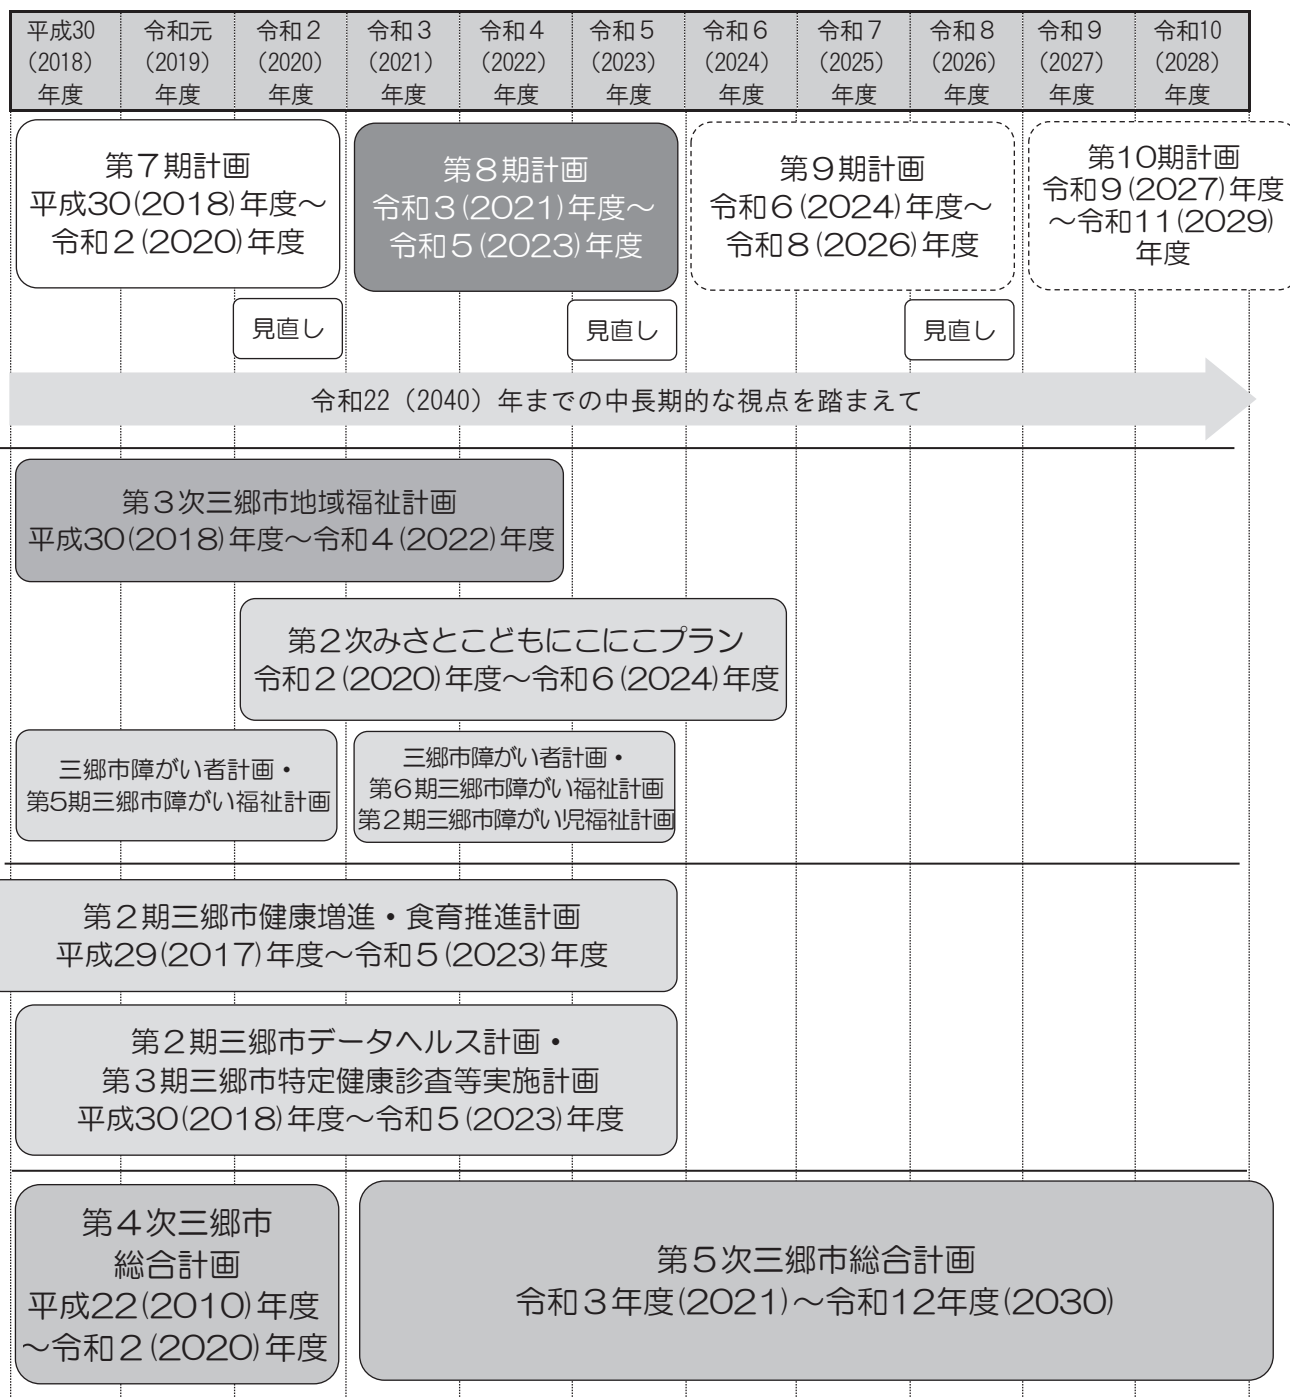 平成30 令和元 令和２ 令和３ 令和４ 令和５ 令和６ 令和７ 令和８ 令和９ 令和10
（2018） （2019） （2020） （2021） （2022） （2023） （2024） （2025） （2026） （2027） （2028）
年度 年度 年度 年度 年度 年度 年度 年度 年度 年度 年度
第７期計画
平成30(2018)年度～
令和２(2020)年度
第８期計画
令和３(2021)年度～
令和５(2023)年度
第９期計画
令和６(2024)年度～
令和８(2026)年度
第10期計画
令和９(2027)年度
～令和11(2029)
年度
見直し
見直し
見直し
令和22（2040）年までの中長期的な視点を踏まえて
第３次三郷市地域福祉計画
平成30(2018)年度～令和４(2022)年度
第２次みさとこどもにこにこプラン
令和２(2020)年度～令和６(2024)年度
三郷市障がい者計画・
第5期三郷市障がい福祉計画
三郷市障がい者計画・
第６期三郷市障がい福祉計画
第２期三郷市障がい児福祉計画
第２期三郷市健康増進・食育推進計画
平成29(2017)年度～令和５(2023)年度
第２期三郷市データヘルス計画・
第３期三郷市特定健康診査等実施計画
平成30(2018)年度～令和５(2023)年度
第４次三郷市
総合計画
平成22(2010)年度
～令和２(2020)年度
第５次三郷市総合計画
令和３年度(2021)～令和12年度(2030)